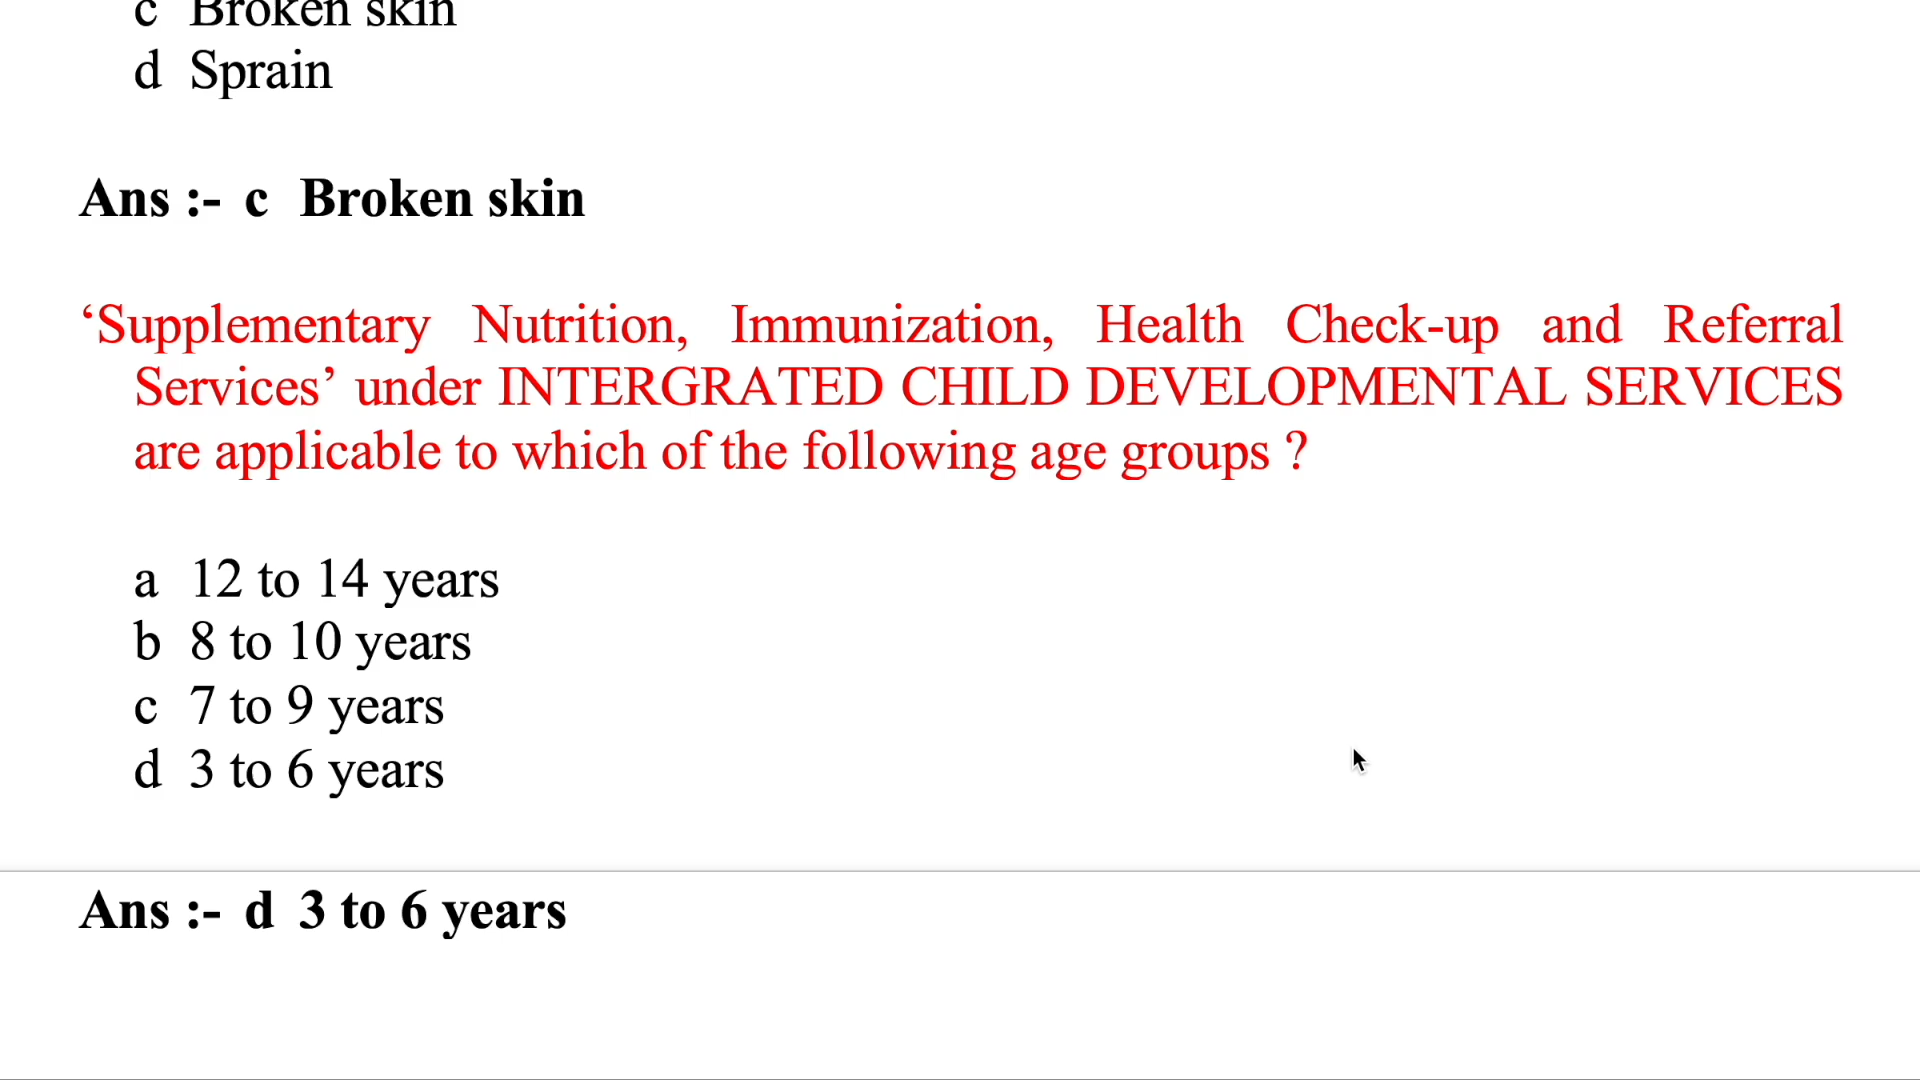 c Broken skin
d Sprain
Ans :- c Broken skin
‘Supplementary Nutrition, Immunization, Health Check-up and Referral
Services’ under INTERGRATED CHILD DEVELOPMENTAL SERVICES
are applicable to which of the following age groups ?
a 12 to 14 years
b 8 to 10 years
c 7 to 9 years
d 3 to 6 years
Ans :- d 3 to 6 years